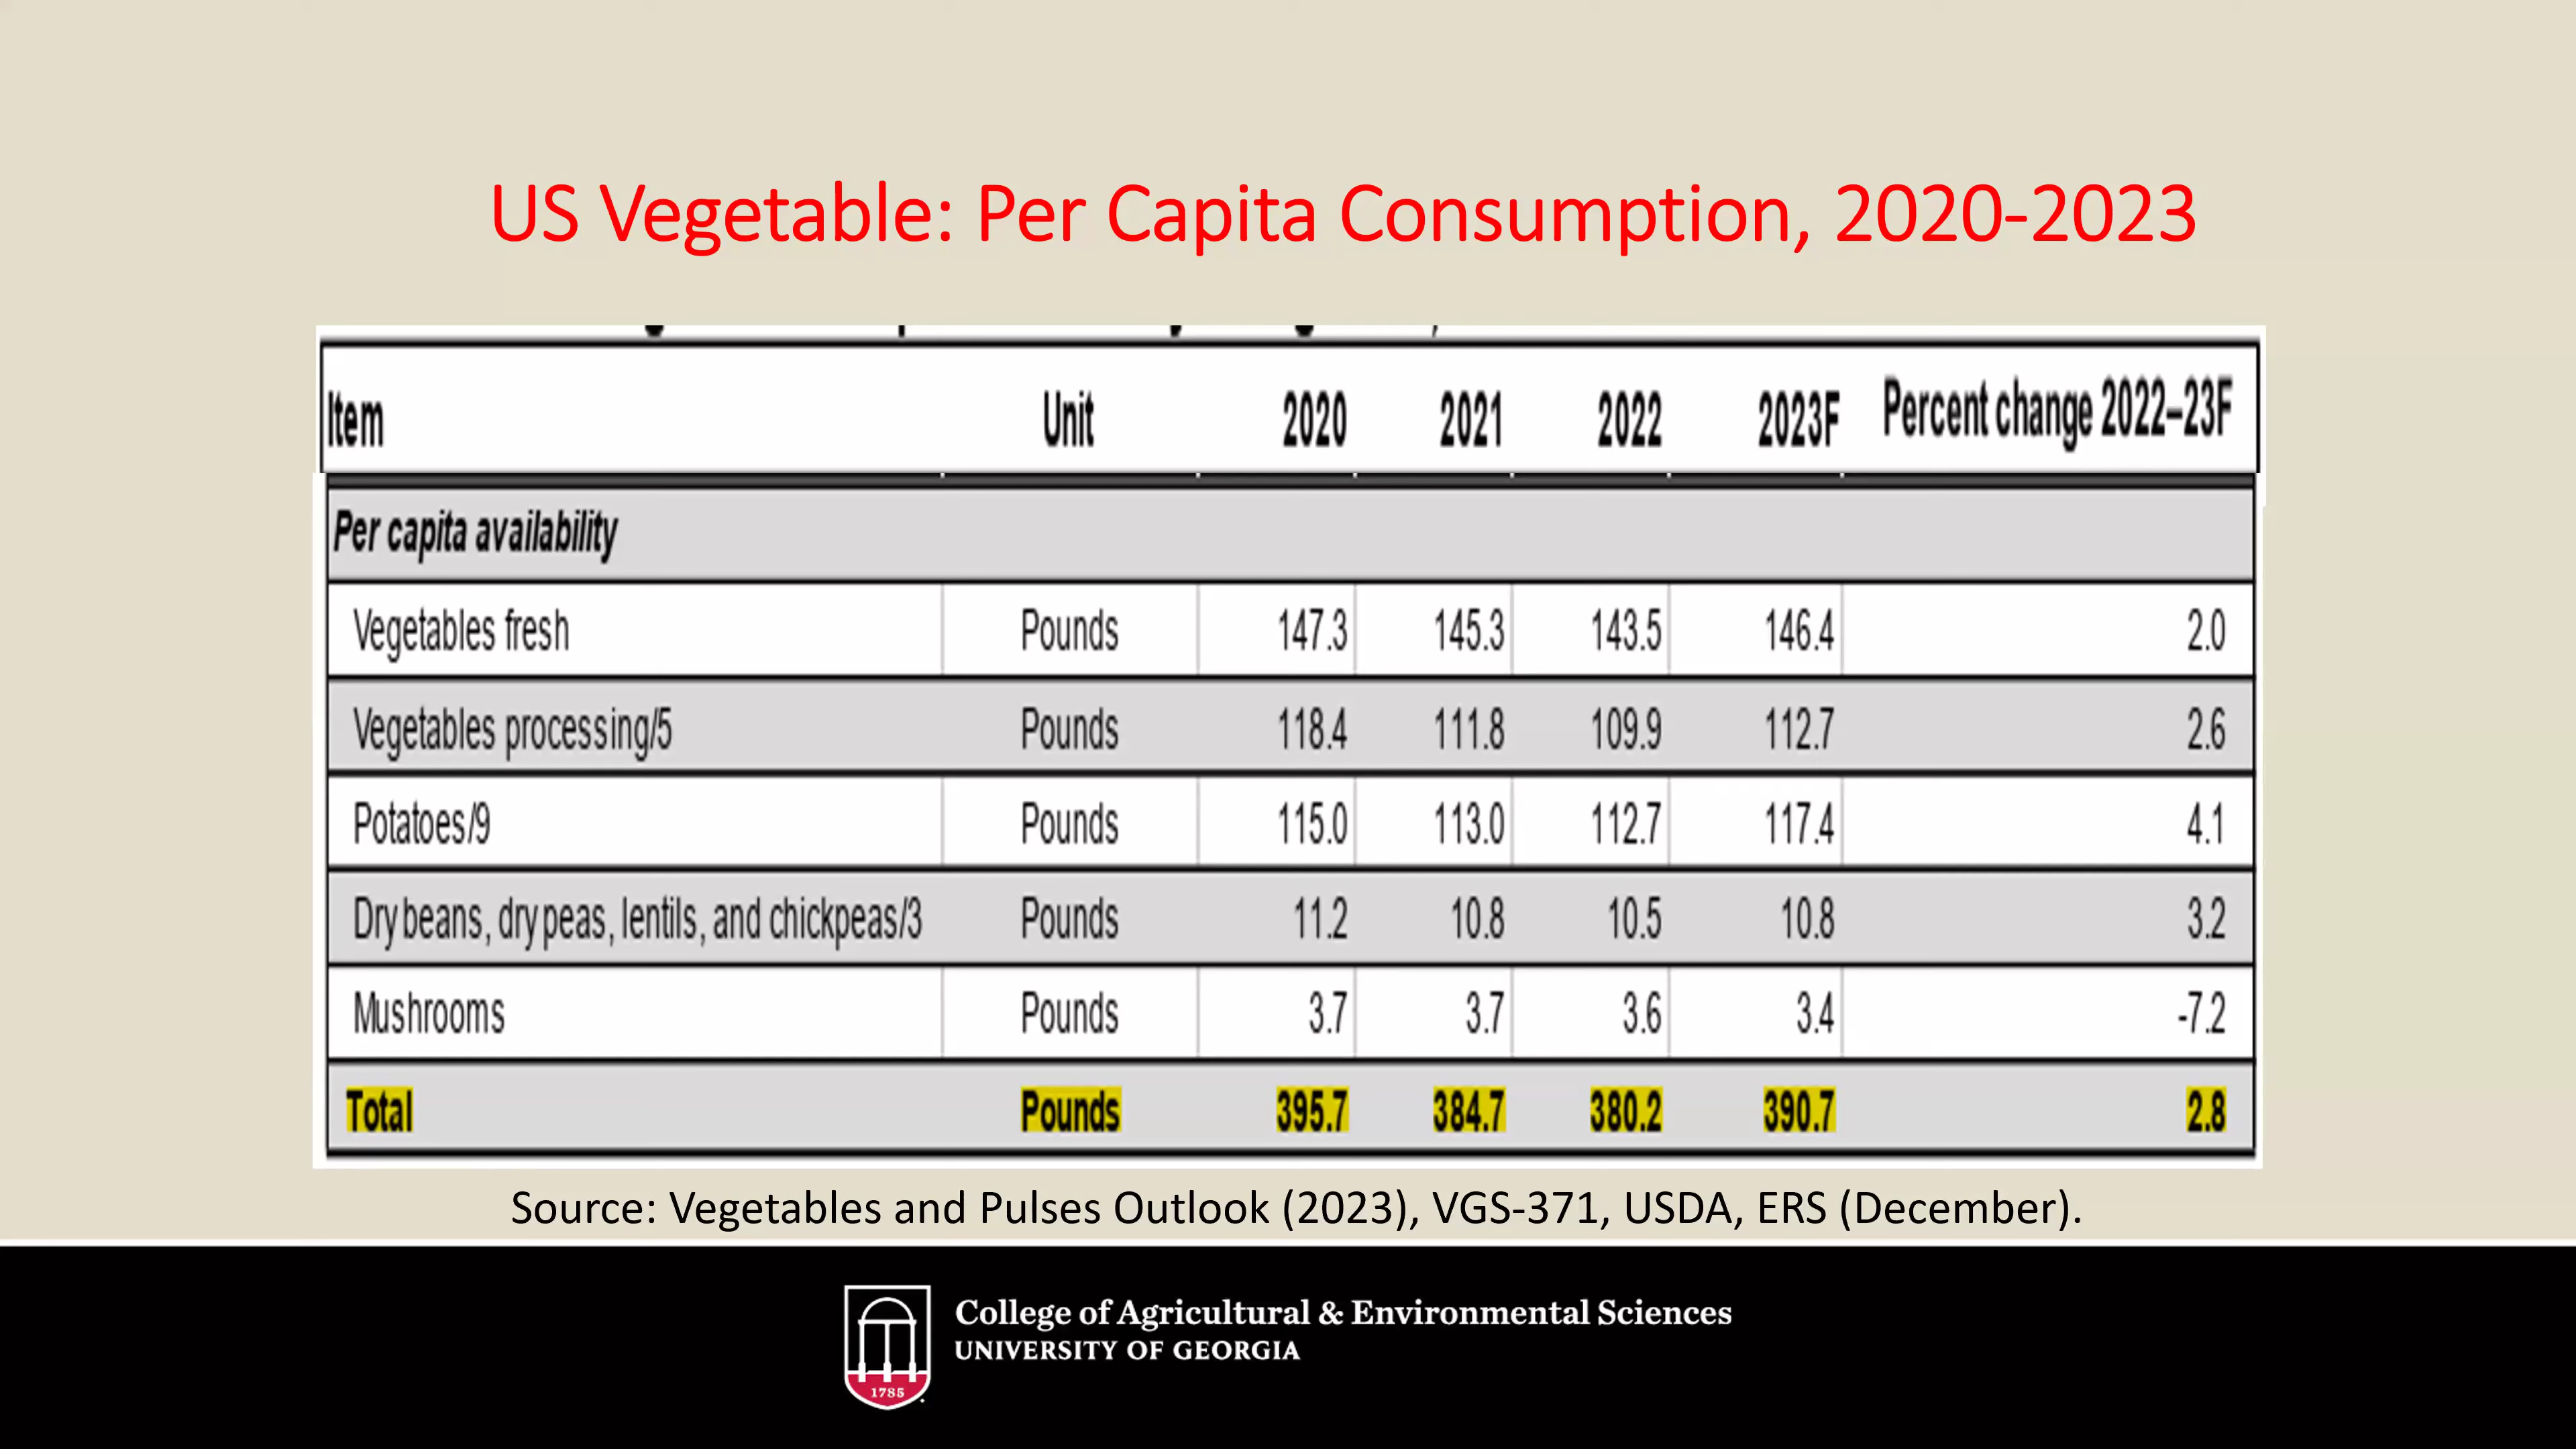 US Vegetable: Per Capita Consumption, 2020-2023
Item Unit 2020 2021 2022 2023F Percent change 2022–23F
Per capita availability
Vegetables fresh Pounds 147.3 145.3 143.5 146.4 2.0
Vegetables processing/5 Pounds 118.4 111.8 109.9 112.7 2.6
Potatoes/9 Pounds 115.0 113.0 112.7 117.4 4.1
Dry beans, dry peas, lentils, and chickpeas/3 Pounds 11.2 10.8 10.5 10.8 3.2
Mushrooms Pounds 3.7 3.7 3.6 3.4 -7.2
Total Pounds 395.7 384.7 380.2 390.7 2.8
Source: Vegetables and Pulses Outlook (2023), VGS-371, USDA, ERS (December).
College of Agricultural & Environmental Sciences
UNIVERSITY OF GEORGIA
1785